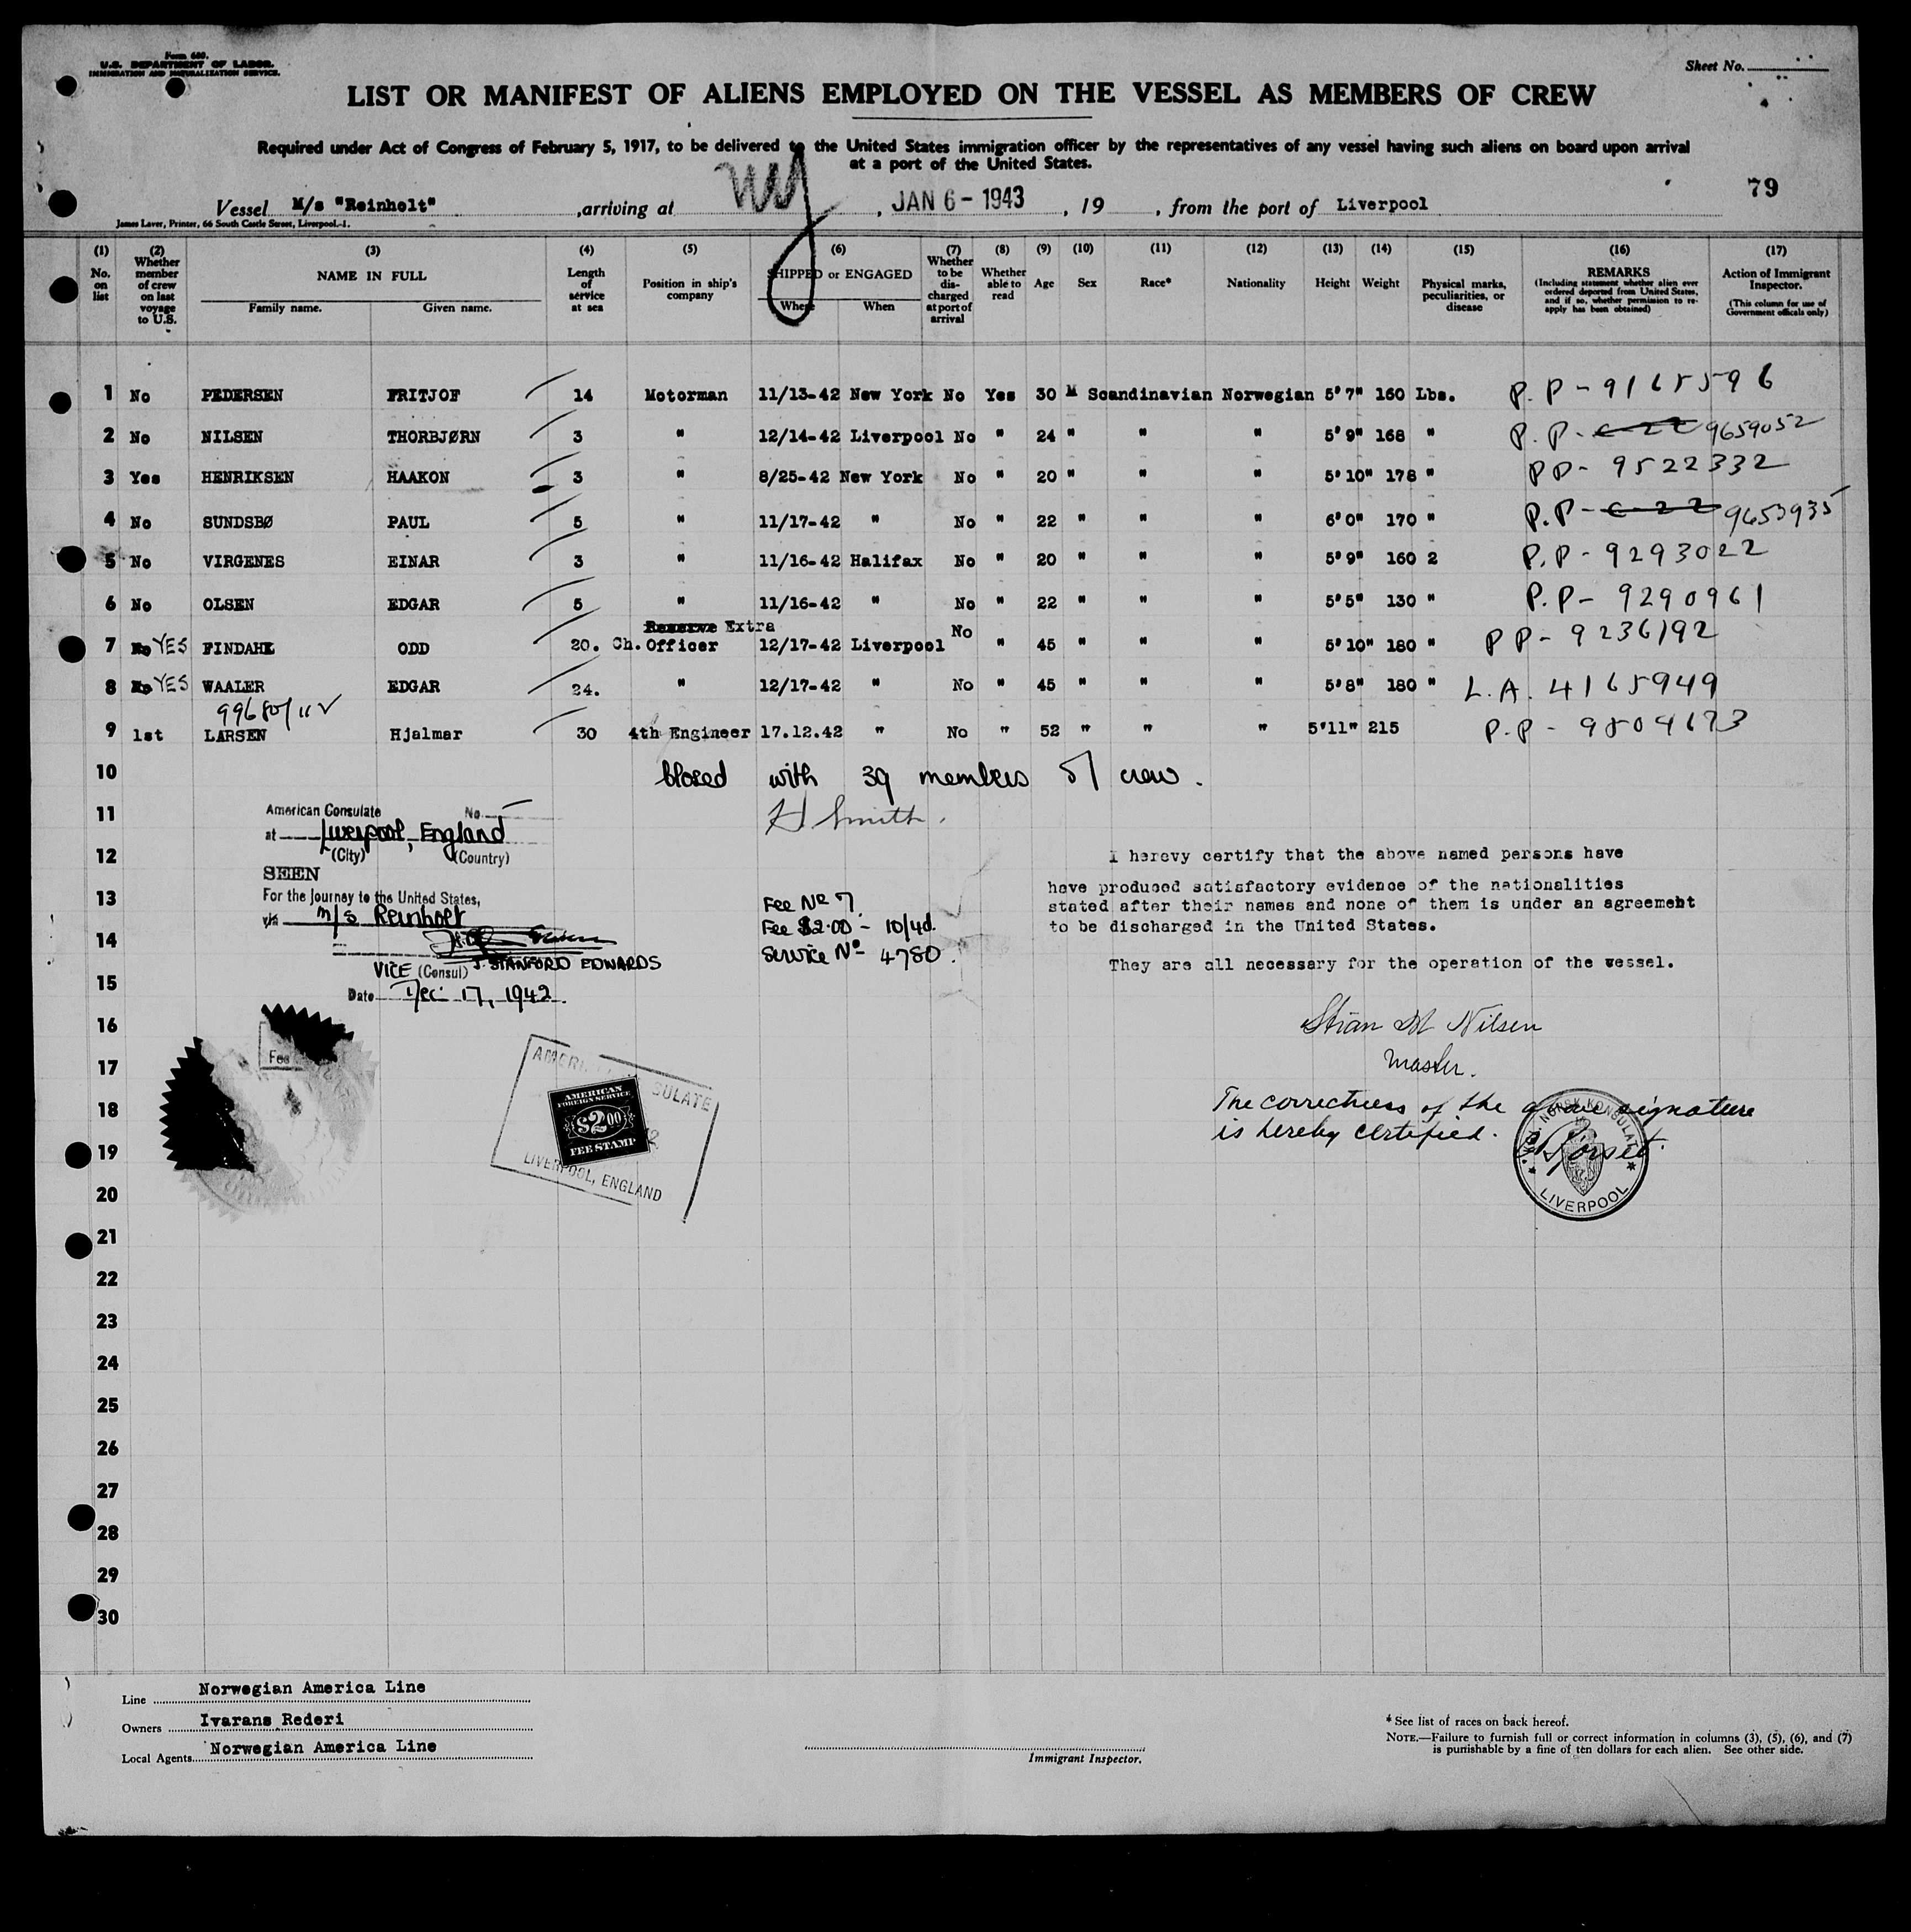 Form 680.
U.S. DEPARTMENT OF LABOR.
IMMIGRATION AND NATURALIZATION SERVICE.
Sheet No.
LIST OR MANIFEST OF ALIENS EMPLOYED ON THE VESSEL AS MEMBERS OF CREW
Required under Act of Congress of February 5, 1917, to be delivered to the United States immigration officer by the representatives of any vessel having such aliens on board upon arrival
at a port of the United States.
79
Vessel M/s "Reinholt" , arriving at NY , JAN 6 - 1943 , 19 , from the port of Liverpool
James Laver, Printer, 66 South Castle Street, Liverpool-1.
(1) No. on list
(2) Whether member of crew on last voyage to U.S.
(3) NAME IN FULL Family name. Given name.
(4) Length of service at sea
(5) Position in ship's company
(6) SHIPPED or ENGAGED Where When
(7) Whether to be discharged at port of arrival
(8) Whether able to read
(9) Age
(10) Sex
(11) Race*
(12) Nationality
(13) Height
(14) Weight
(15) Physical marks, peculiarities, or disease
(16) REMARKS (Including statement whether alien ever ordered deported from United States, and if so, whether permission to re-apply has been obtained)
(17) Action of Immigrant Inspector. (This column for use of Government officials only)
1 No PEDERSEN FRITJOF 14 Motorman 11/13-42 New York No Yes 30 M Scandinavian Norwegian 5'7" 160 Lbs. P.P - 9165596
2 No NILSEN THORBJØRN 3 " 12/14-42 Liverpool No " 24 " " " 5'9" 168 " P.P. - C-22 9659052
3 Yes HENRIKSEN HAAKON 3 " 8/25-42 New York No " 20 " " " 5'10" 178 " PP - 9522332
4 No SUNDSBØ PAUL 5 " 11/17-42 " No " 22 " " " 6'0" 170 " P.P - C-22 9653935
5 No VIRGENES EINAR 3 " 11/16-42 Halifax No " 20 " " " 5'9" 160 2 P.P - 9293022
6 No OLSEN EDGAR 5 " 11/16-42 " No " 22 " " " 5'5" 130 " P.P - 9290961
Reserve Extra
7 No YES FINDAHL ODD 20. Ch. Officer 12/17-42 Liverpool No " 45 " " " 5'10" 180 " PP - 9236192
8 No YES WAALER EDGAR 24. " 12/17-42 " No " 45 " " " 5'8" 180 " L.A. 4165949
9 1st LARSEN Hjalmar 30 4th Engineer 17.12.42 " No " 52 " " " 5'11" 215 P.P - 9804673
10 Closed with 39 members of crew.
11 American Consulate No
H Smith.
at Liverpool, England
12 (City) (Country)
I herevy certify that the above named persons have
SEEN
have produced satisfactory evidence of the nationalities
13 For the Journey to the United States,
Fee No 7.
stated after their names and none of them is under an agreement
via m/s Reinholt
Fee $2.00 - 10/4d.
to be discharged in the United States.
14
Service No 4780.
VICE (Consul) J. STANFORD EDWARDS
They are all necessary for the operation of the vessel.
15 Date Dec. 17, 1942.
16 Stian M Nilsen
Fee
17 Master.
AMERICAN CONSULATE
AMERICAN
FOREIGN SERVICE
$2.00
FEE STAMP
LIVERPOOL, ENGLAND
18 The correctness of the above signature
19 is hereby certified.
NORSK KONSULAT
LIVERPOOL
20
21
22
23
24
25
26
27
28
29
30
Line Norwegian America Line
Owners Ivarans Rederi
Local Agents Norwegian America Line
Immigrant Inspector.
* See list of races on back hereof.
NOTE.—Failure to furnish full or correct information in columns (3), (5), (6), and (7)
is punishable by a fine of ten dollars for each alien. See other side.